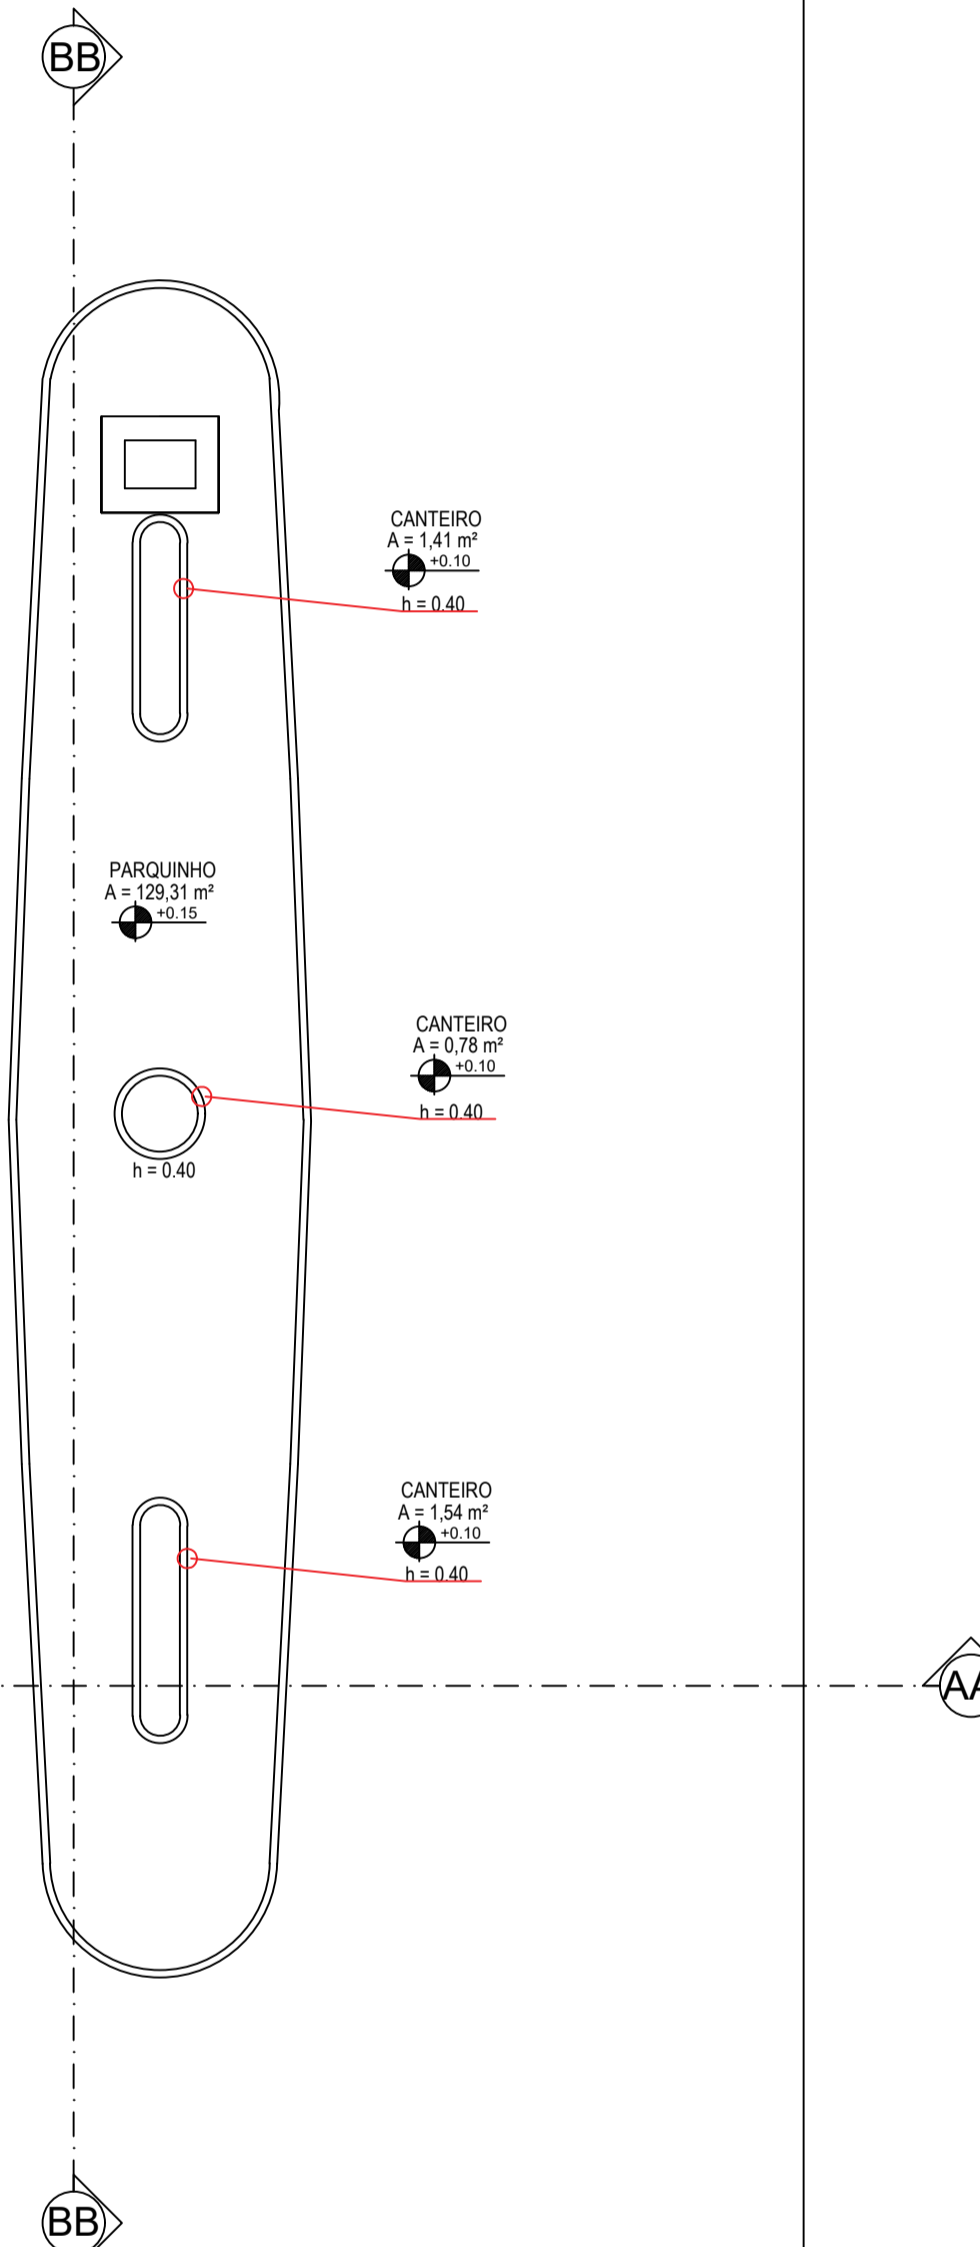 BB
CANTEIRO
A = 1,41 m²
+0.10
h = 0.40
PARQUINHO
A = 129,31 m²
+0.15
CANTEIRO
A = 0,78 m²
+0.10
h = 0.40
h = 0.40
CANTEIRO
A = 1,54 m²
+0.10
h = 0.40
AA
BB